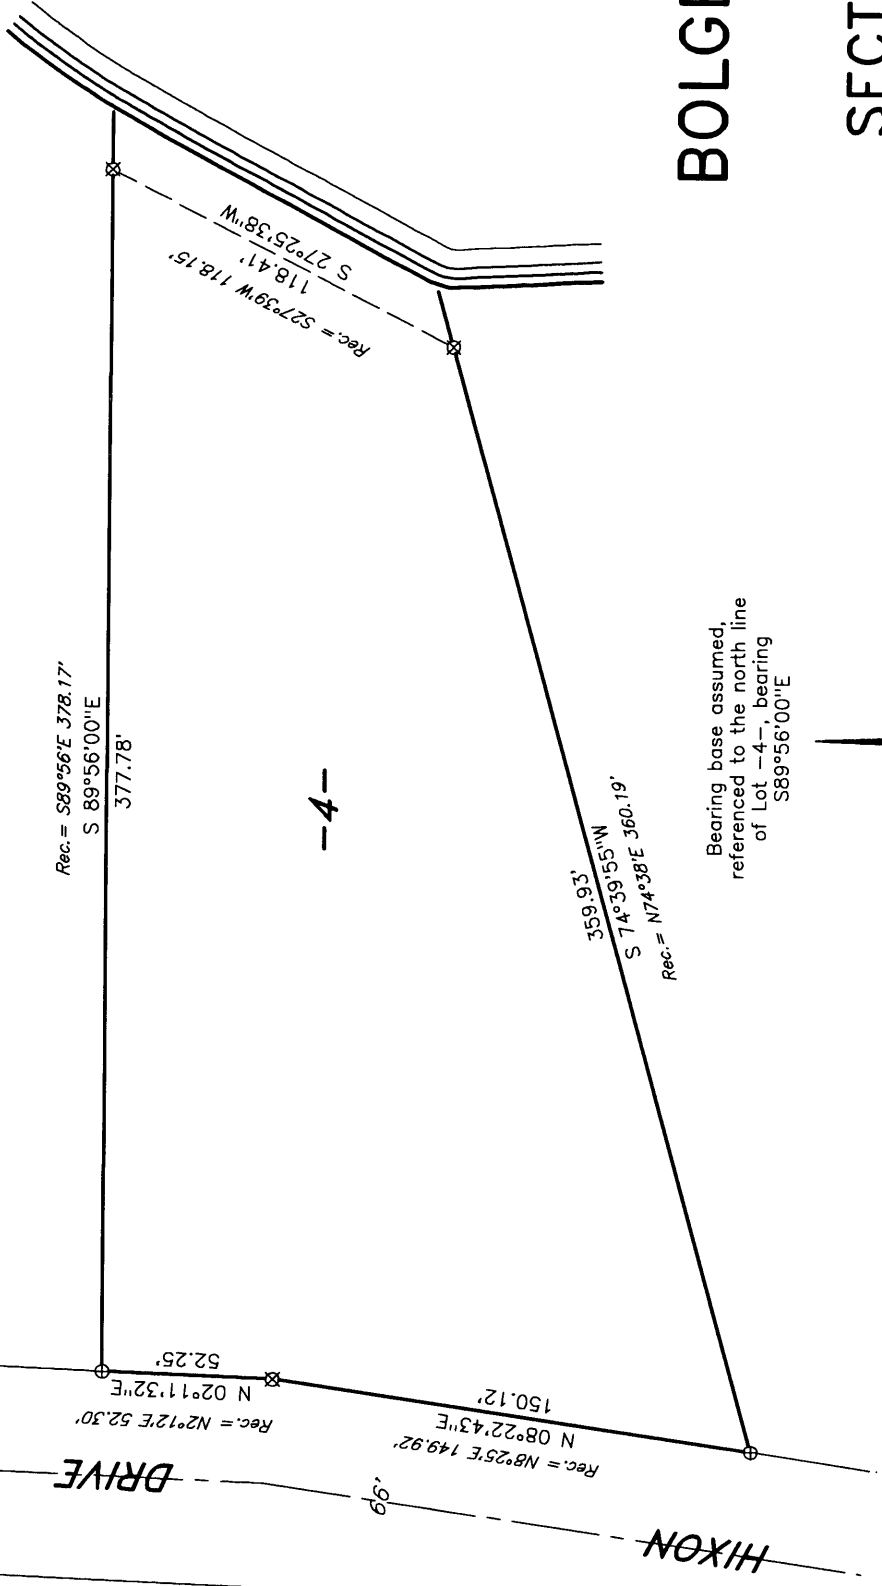 BOLG
SECT
Rec.= S89°56'E 378.17'
S 89°56'00"E
377.78'
S 27°25'38"W
118.41'
Rec.= S27°39'W 118.15'
-4-
359.93'
S 74°39'55"W
Rec.= N74°38'E 360.19'
Bearing base assumed,
referenced to the north line
of Lot -4-, bearing
S89°56'00"E
52.25'
N 02°11'32"E
Rec.= N2°12'E 52.30'
150.12'
N 08°22'43"E
Rec.= N8°25'E 149.92'
66'
HIXON DRIVE